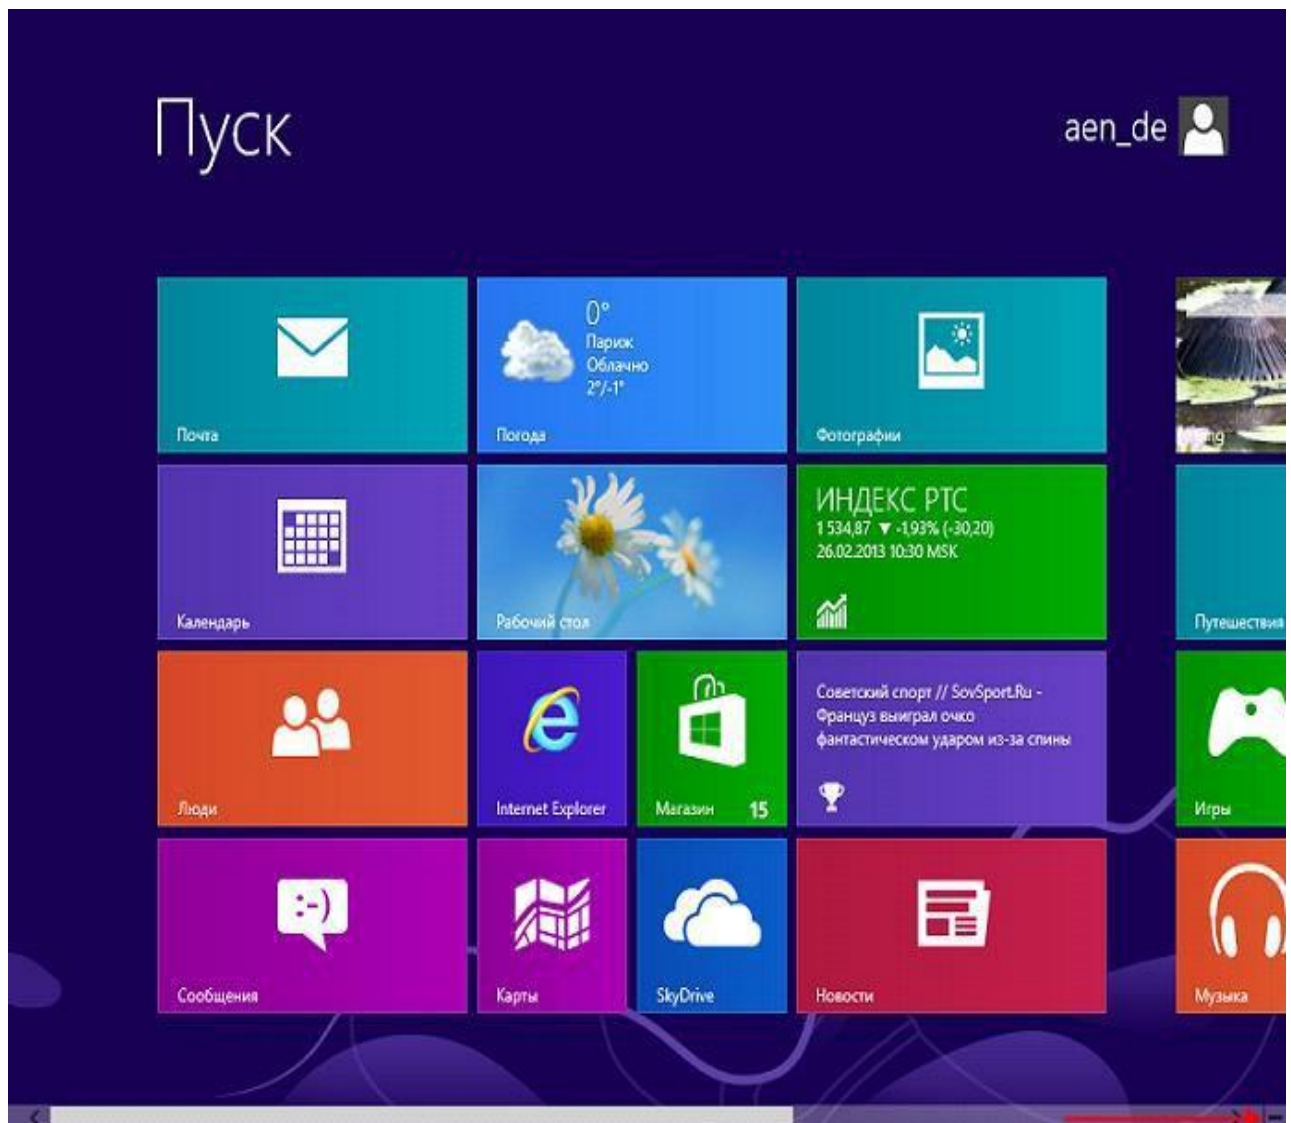 Пуск
aen_de
0°
Париж
Облачно
2°/-1°
Почта
Погода
Фотографии
ИНДЕКС РТС
1 534,87 ▼ -1,93% (-30,20)
26.02.2013 10:30 MSK
Календарь
Рабочий стол
Путешествия
Советский спорт // SovSport.Ru -
Француз выиграл очко
фантастическом ударом из-за спины
Люди
Internet Explorer
Магазин 15
Игры
:-)
Сообщения
Карты
SkyDrive
Новости
Музыка